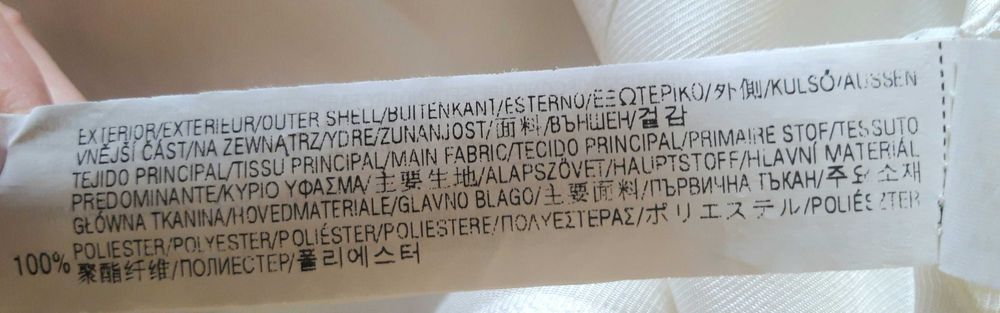 EXTERIOR/EXTERIEUR/OUTER SHELL/BUITENKANT/ESTERNO/ΕΞΩΤΕΡΙΚΟ/外側/KULSŐ/AUSSEN
VNĚJŠÍ ČÁST/NA ZEWNĄTRZ/YDRE/ZUNANJOST/面料/ВЪНШЕН/겉감
TEJIDO PRINCIPAL/TISSU PRINCIPAL/MAIN FABRIC/TECIDO PRINCIPAL/PRIMAIRE STOF/TESSUTO
PREDOMINANTE/ΚΥΡΙΟ ΥΦΑΣΜΑ/主要生地/ALAPSZÖVET/HAUPTSTOFF/HLAVNÍ MATERIÁL
GŁÓWNA TKANINA/HOVEDMATERIALE/GLAVNO BLAGO/主要面料/ПЪРВИЧНА ТЪКАН/주요 소재
100% POLIESTER/POLYESTER/POLIÉSTER/POLIESTERE/ΠΟΛΥΕΣΤΕΡΑΣ/ポリエステル/POLIÉSZTER
聚酯纤维/ПОЛИЕСТЕР/폴리에스터